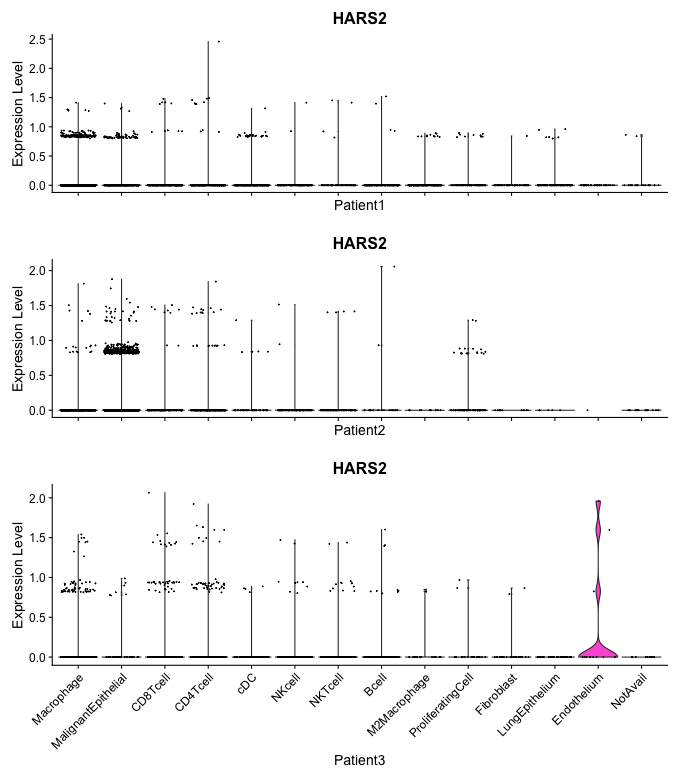 HARS2
Expression Level
2.5
2.0
1.5
1.0
0.5
0.0
Patient1
HARS2
Expression Level
2.0
1.5
1.0
0.5
0.0
Patient2
HARS2
Expression Level
2.0
1.5
1.0
0.5
0.0
Macrophage
MalignantEpithelial
CD8Tcell
CD4Tcell
cDC
NKcell
NKTcell
Bcell
M2Macrophage
ProliferatingCell
Fibroblast
LungEpithelium
Endothelium
NotAvail
Patient3